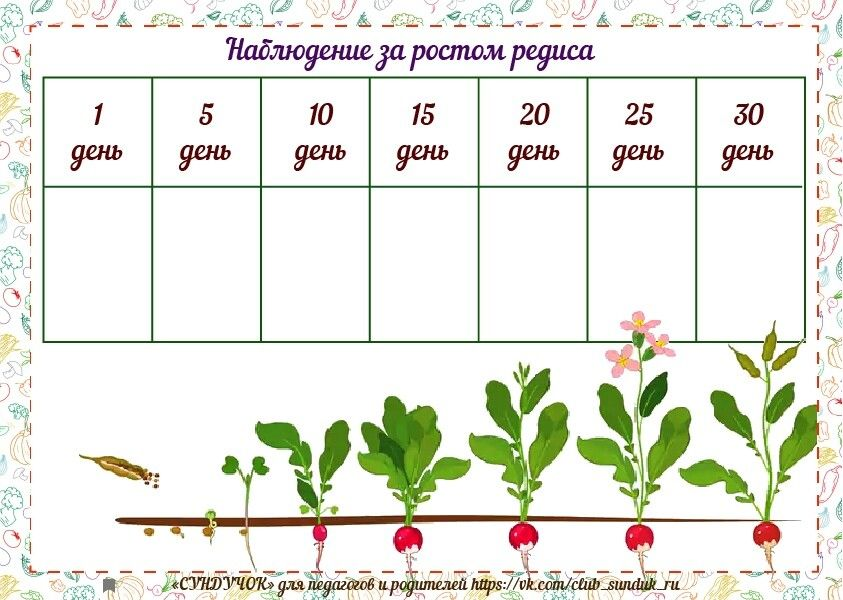 Наблюдение за ростом редиса
1 день
5 день
10 день
15 день
20 день
25 день
30 день
«СУНДУЧОК» для педагогов и родителей https://vk.com/club_sunduk_ru